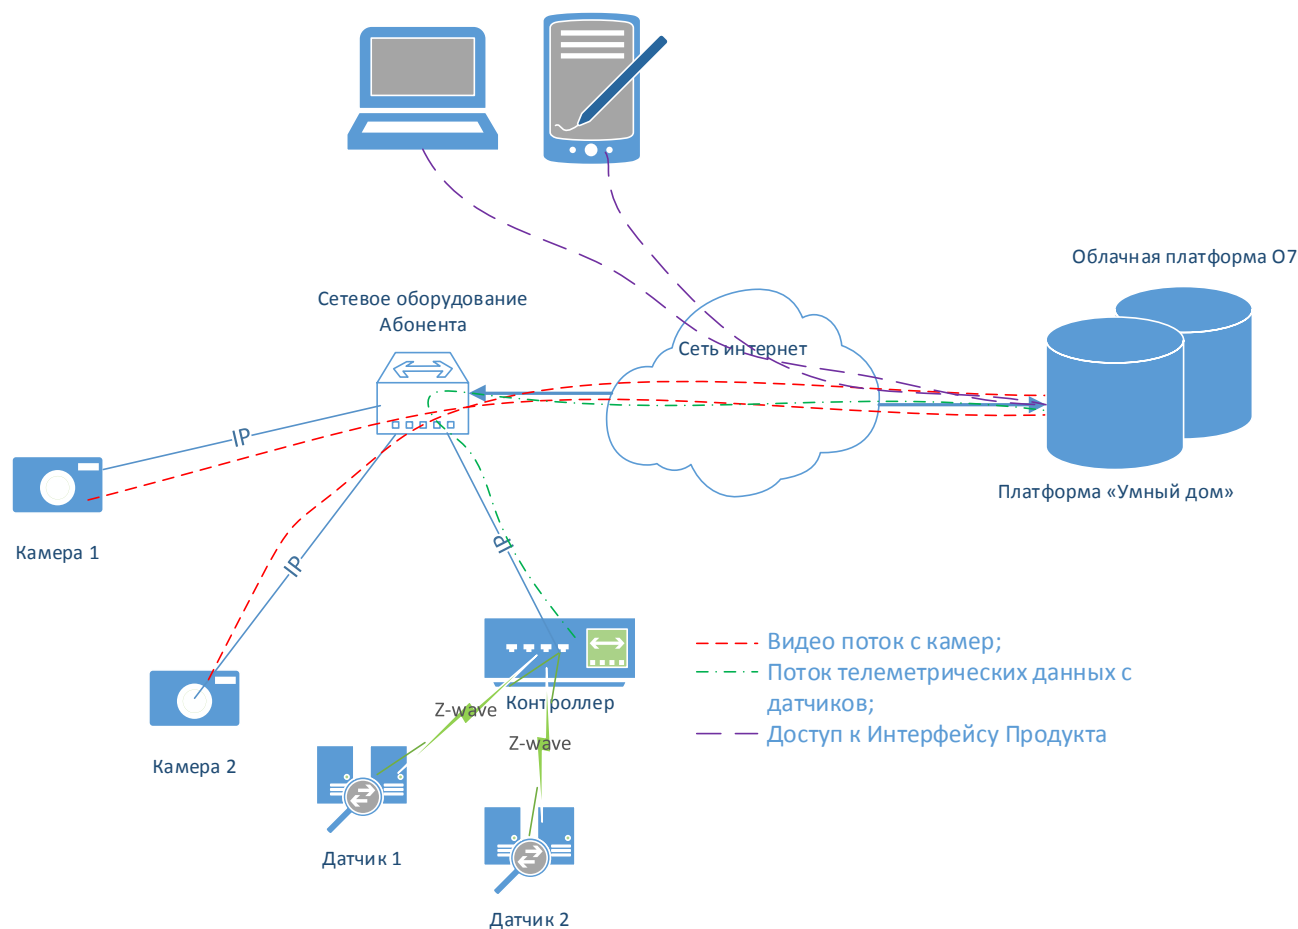 Облачная платформа О7
Сетевое оборудование
Абонента
Сеть интернет
IP
Платформа «Умный дом»
Камера 1
IP
IP
Видео поток с камер;
Поток телеметрических данных с
датчиков;
Доступ к Интерфейсу Продукта
Z-wave
Контроллер
Z-wave
Камера 2
Датчик 1
Датчик 2